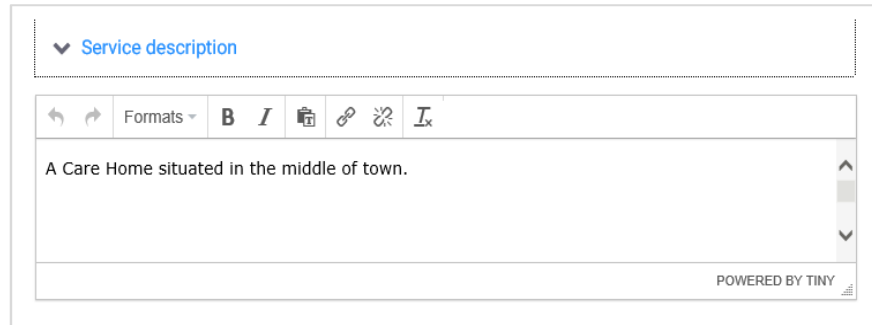 Service description
Formats B I
A Care Home situated in the middle of town.
POWERED BY TINY